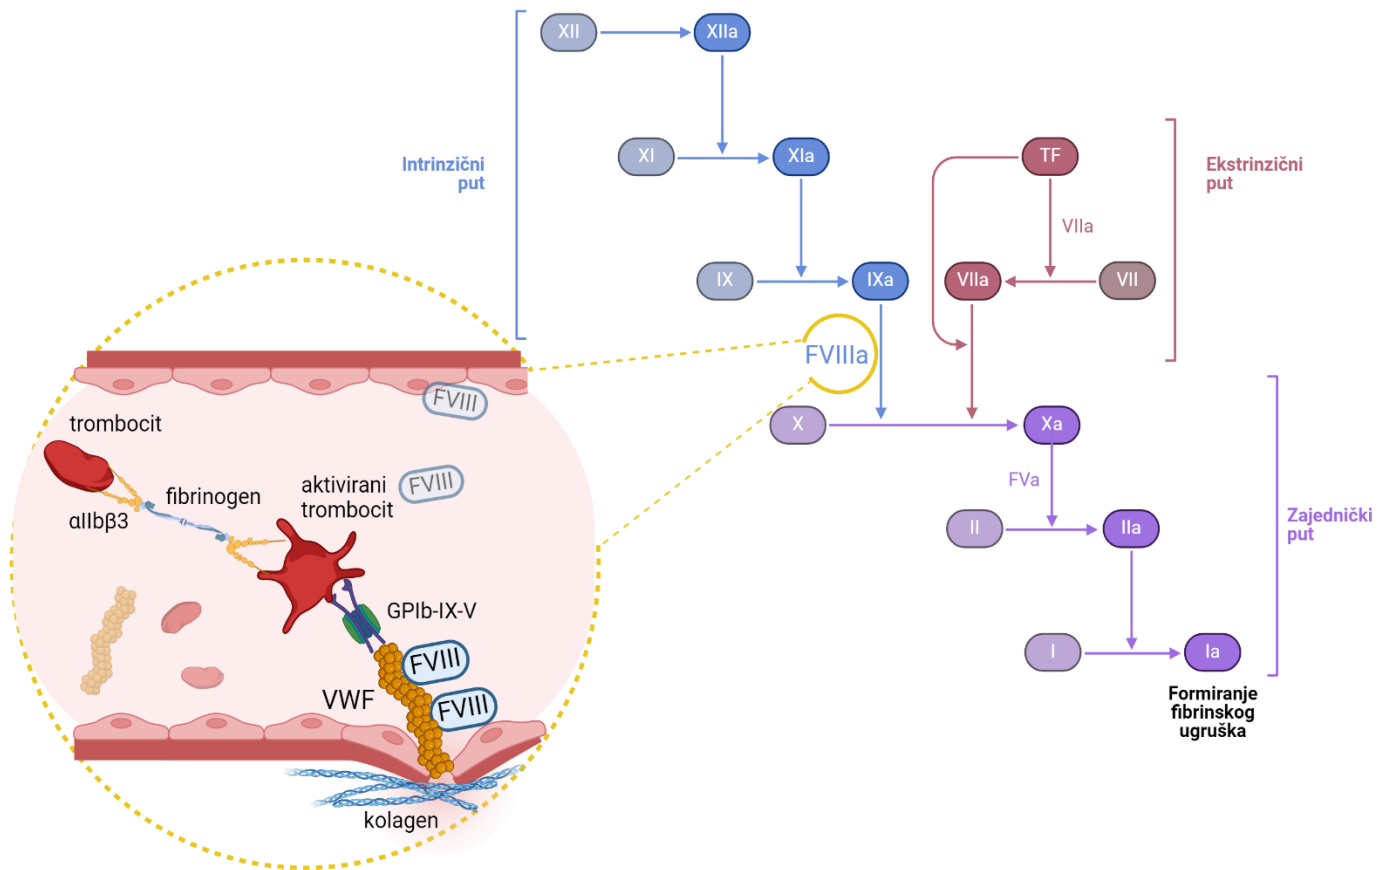 XII
XIIa
XI
XIa
TF
Intrinzični
put
Ekstrinzični
put
VIIa
IX
IXa
VIIa
VII
FVIIIa
FVIII
trombocit
X
Xa
aktivirani
trombocit
FVIII
fibrinogen
FVa
αIIbβ3
II
IIa
Zajednički
put
GPIb-IX-V
FVIII
I
Ia
VWF
FVIII
Formiranje
fibrinskog
ugruška
kolagen